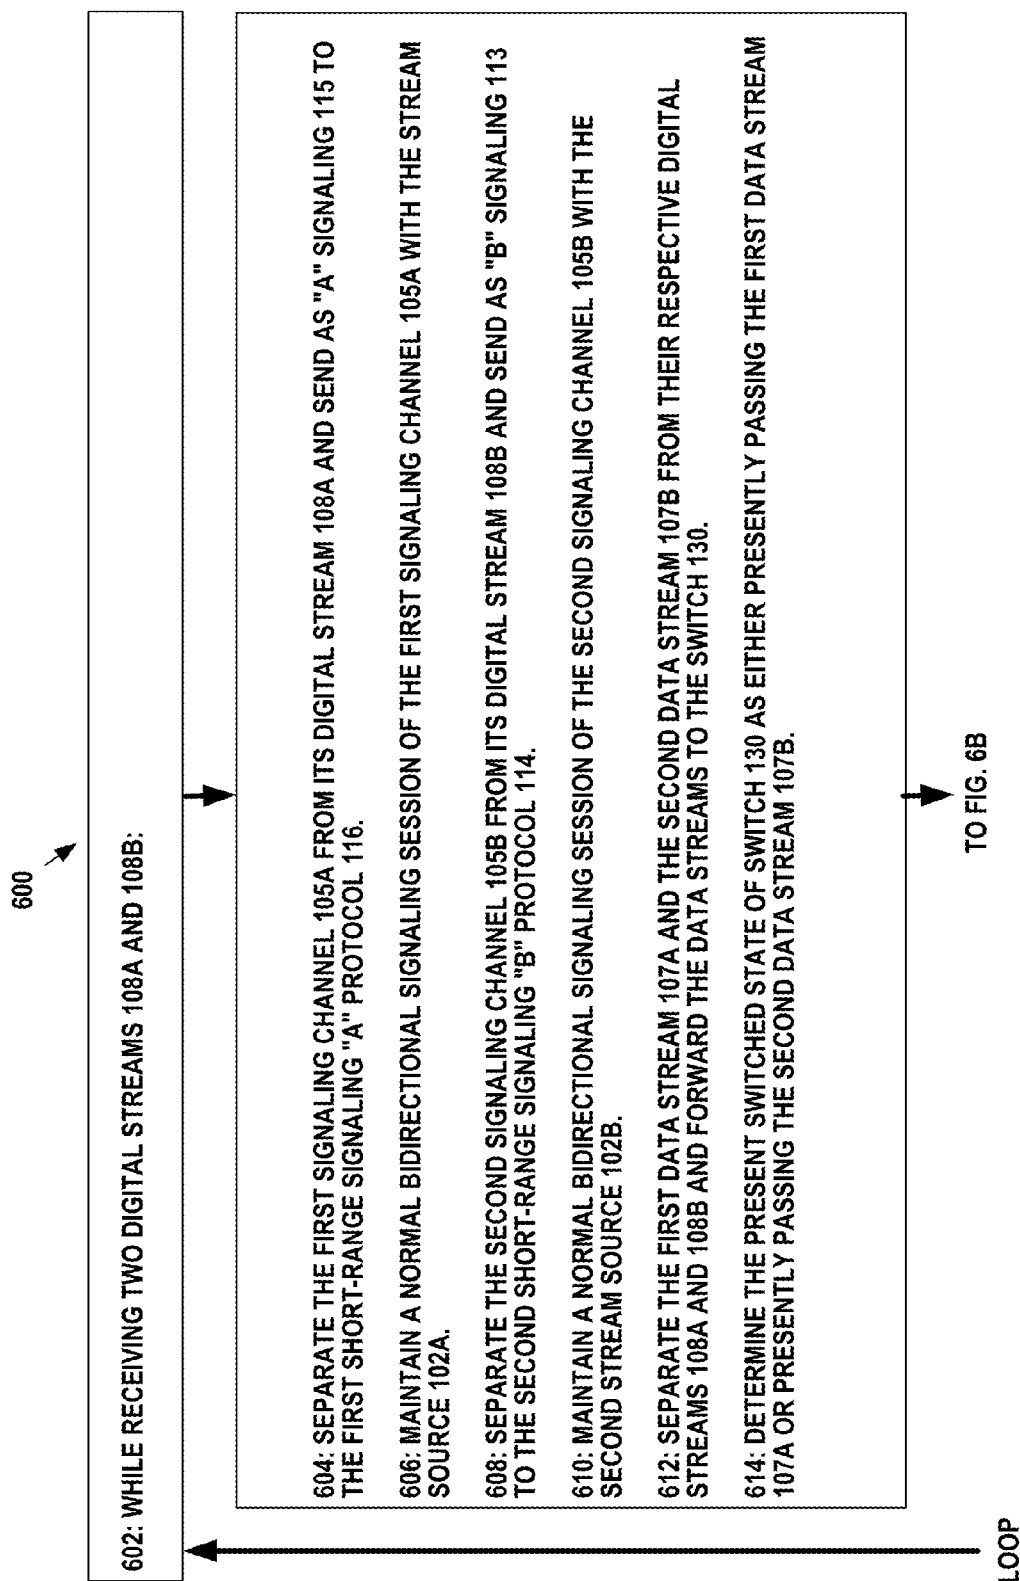 600
602: WHILE RECEIVING TWO DIGITAL STREAMS 108A AND 108B:
604: SEPARATE THE FIRST SIGNALING CHANNEL 105A FROM ITS DIGITAL STREAM 108A AND SEND AS "A" SIGNALING 115 TO
THE FIRST SHORT-RANGE SIGNALING "A" PROTOCOL 116.
606: MAINTAIN A NORMAL BIDIRECTIONAL SIGNALING SESSION OF THE FIRST SIGNALING CHANNEL 105A WITH THE STREAM
SOURCE 102A.
608: SEPARATE THE SECOND SIGNALING CHANNEL 105B FROM ITS DIGITAL STREAM 108B AND SEND AS "B" SIGNALING 113
TO THE SECOND SHORT-RANGE SIGNALING "B" PROTOCOL 114.
610: MAINTAIN A NORMAL BIDIRECTIONAL SIGNALING SESSION OF THE SECOND SIGNALING CHANNEL 105B WITH THE
SECOND STREAM SOURCE 102B.
612: SEPARATE THE FIRST DATA STREAM 107A AND THE SECOND DATA STREAM 107B FROM THEIR RESPECTIVE DIGITAL
STREAMS 108A AND 108B AND FORWARD THE DATA STREAMS TO THE SWITCH 130.
614: DETERMINE THE PRESENT SWITCHED STATE OF SWITCH 130 AS EITHER PRESENTLY PASSING THE FIRST DATA STREAM
107A OR PRESENTLY PASSING THE SECOND DATA STREAM 107B.
TO FIG. 6B
LOOP